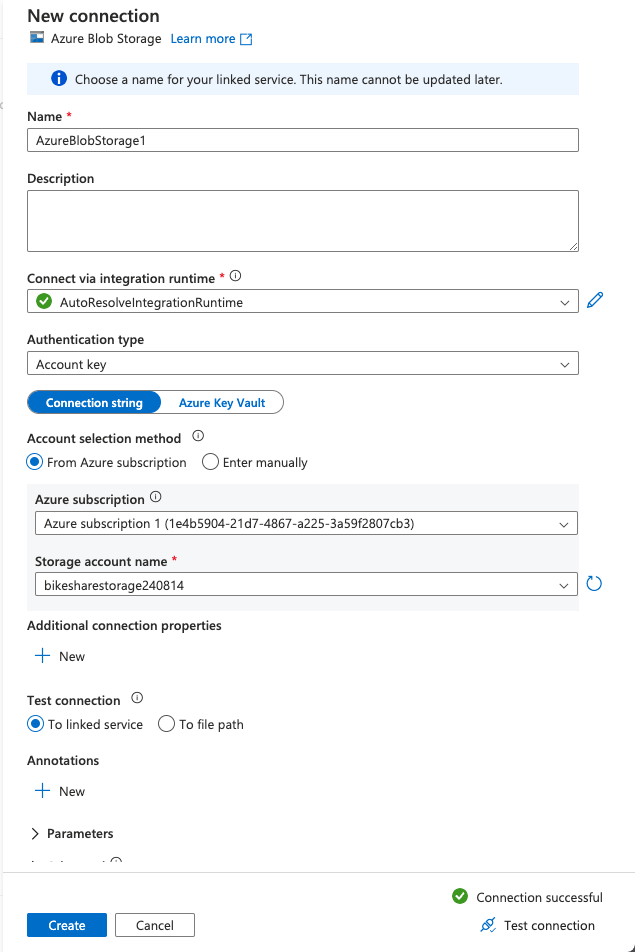 New connection
Azure Blob Storage Learn more
Choose a name for your linked service. This name cannot be updated later.
Name *
AzureBlobStorage1
Description
Connect via integration runtime *
AutoResolveIntegrationRuntime
Authentication type
Account key
Connection string Azure Key Vault
Account selection method
From Azure subscription Enter manually
Azure subscription
Azure subscription 1 (1e4b5904-21d7-4867-a225-3a59f2807cb3)
Storage account name *
bikesharestorage240814
Additional connection properties
New
Test connection
To linked service To file path
Annotations
New
Parameters
Connection successful
Create Cancel Test connection